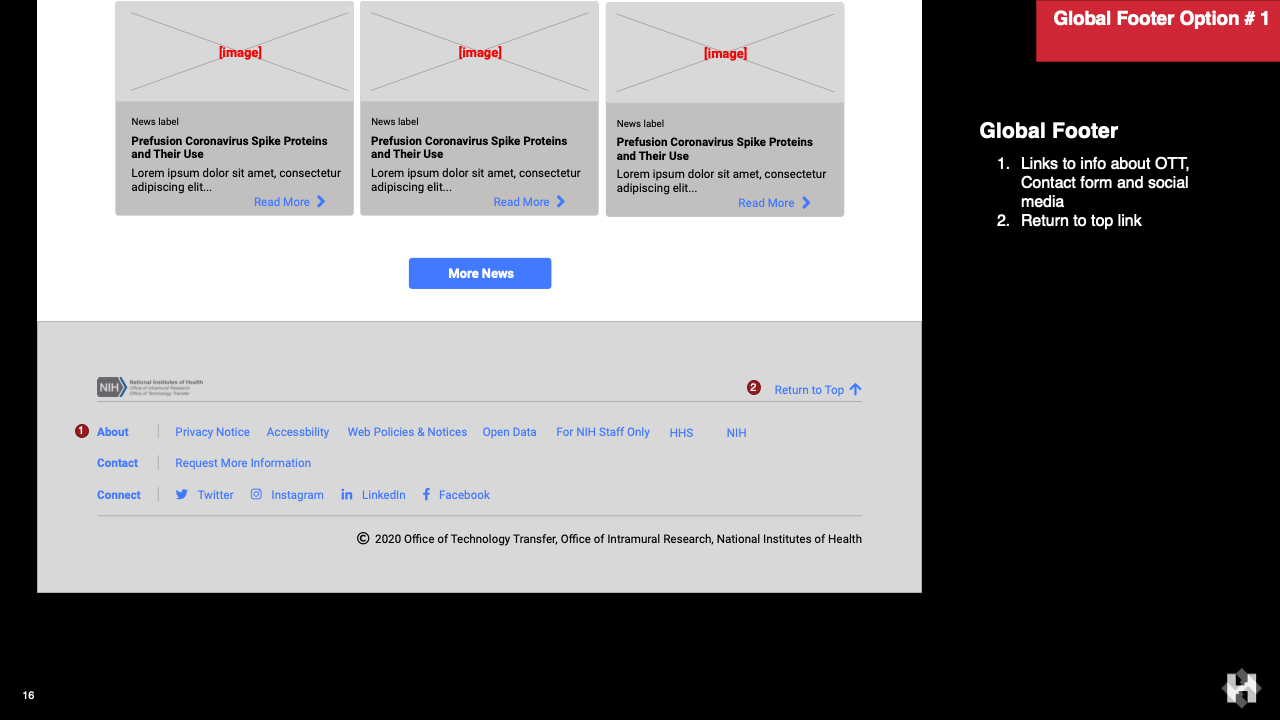 Global Footer Option # 1
[image]
[image]
[image]
News label
Prefusion Coronavirus Spike Proteins
and Their Use
Lorem ipsum dolor sit amet, consectetur
adipiscing elit...
Read More
News label
Prefusion Coronavirus Spike Proteins
and Their Use
Lorem ipsum dolor sit amet, consectetur
adipiscing elit...
Read More
News label
Prefusion Coronavirus Spike Proteins
and Their Use
Lorem ipsum dolor sit amet, consectetur
adipiscing elit...
Read More
More News
Global Footer
1. Links to info about OTT,
Contact form and social
media
2. Return to top link
NIH
National Institutes of Health
Office of Intramural Research
Office of Technology Transfer
2 Return to Top
1 About Privacy Notice Accessbility Web Policies & Notices Open Data For NIH Staff Only HHS NIH
Contact Request More Information
Connect Twitter Instagram LinkedIn Facebook
© 2020 Office of Technology Transfer, Office of Intramural Research, National Institutes of Health
16
H